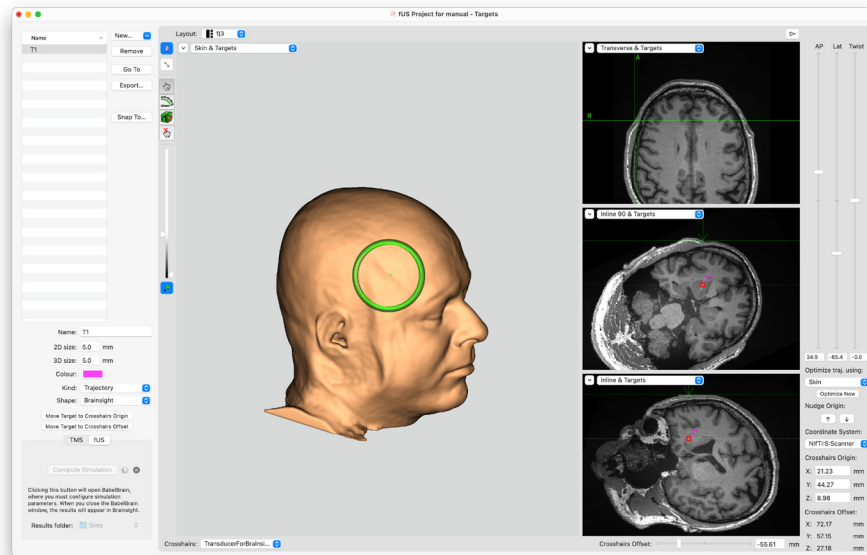 fUS Project for manual - Targets
Name
T1
New...
Remove
Go To
Export...
Snap To...
Name: T1
2D size: 5.0 mm
3D size: 5.0 mm
Colour:
Kind: Trajectory
Shape: Brainsight
Move Target to Crosshairs Origin
Move Target to Crosshairs Offset
TMS fUS
Compute Simulation
Clicking this button will open BabelBrain,
where you must configure simulation
parameters. When you close the BabelBrain
window, the results will appear in Brainsight.
Results folder: Sims
Layout: 1|3
Skin & Targets
Crosshairs: TransducerForBrainsi...
Transverse & Targets
A
R
Inline 90 & Targets
Inline & Targets
Crosshairs Offset: -55.61 mm
AP Lat Twist
34.9 -65.4 -0.0
Optimize traj. using:
Skin
Optimize Now
Nudge Origin:
Coordinate System:
NIfTI:S:Scanner
Crosshairs Origin:
X: 21.23 mm
Y: 44.27 mm
Z: 8.98 mm
Crosshairs Offset:
X: 72.17 mm
Y: 57.15 mm
Z: 27.18 mm